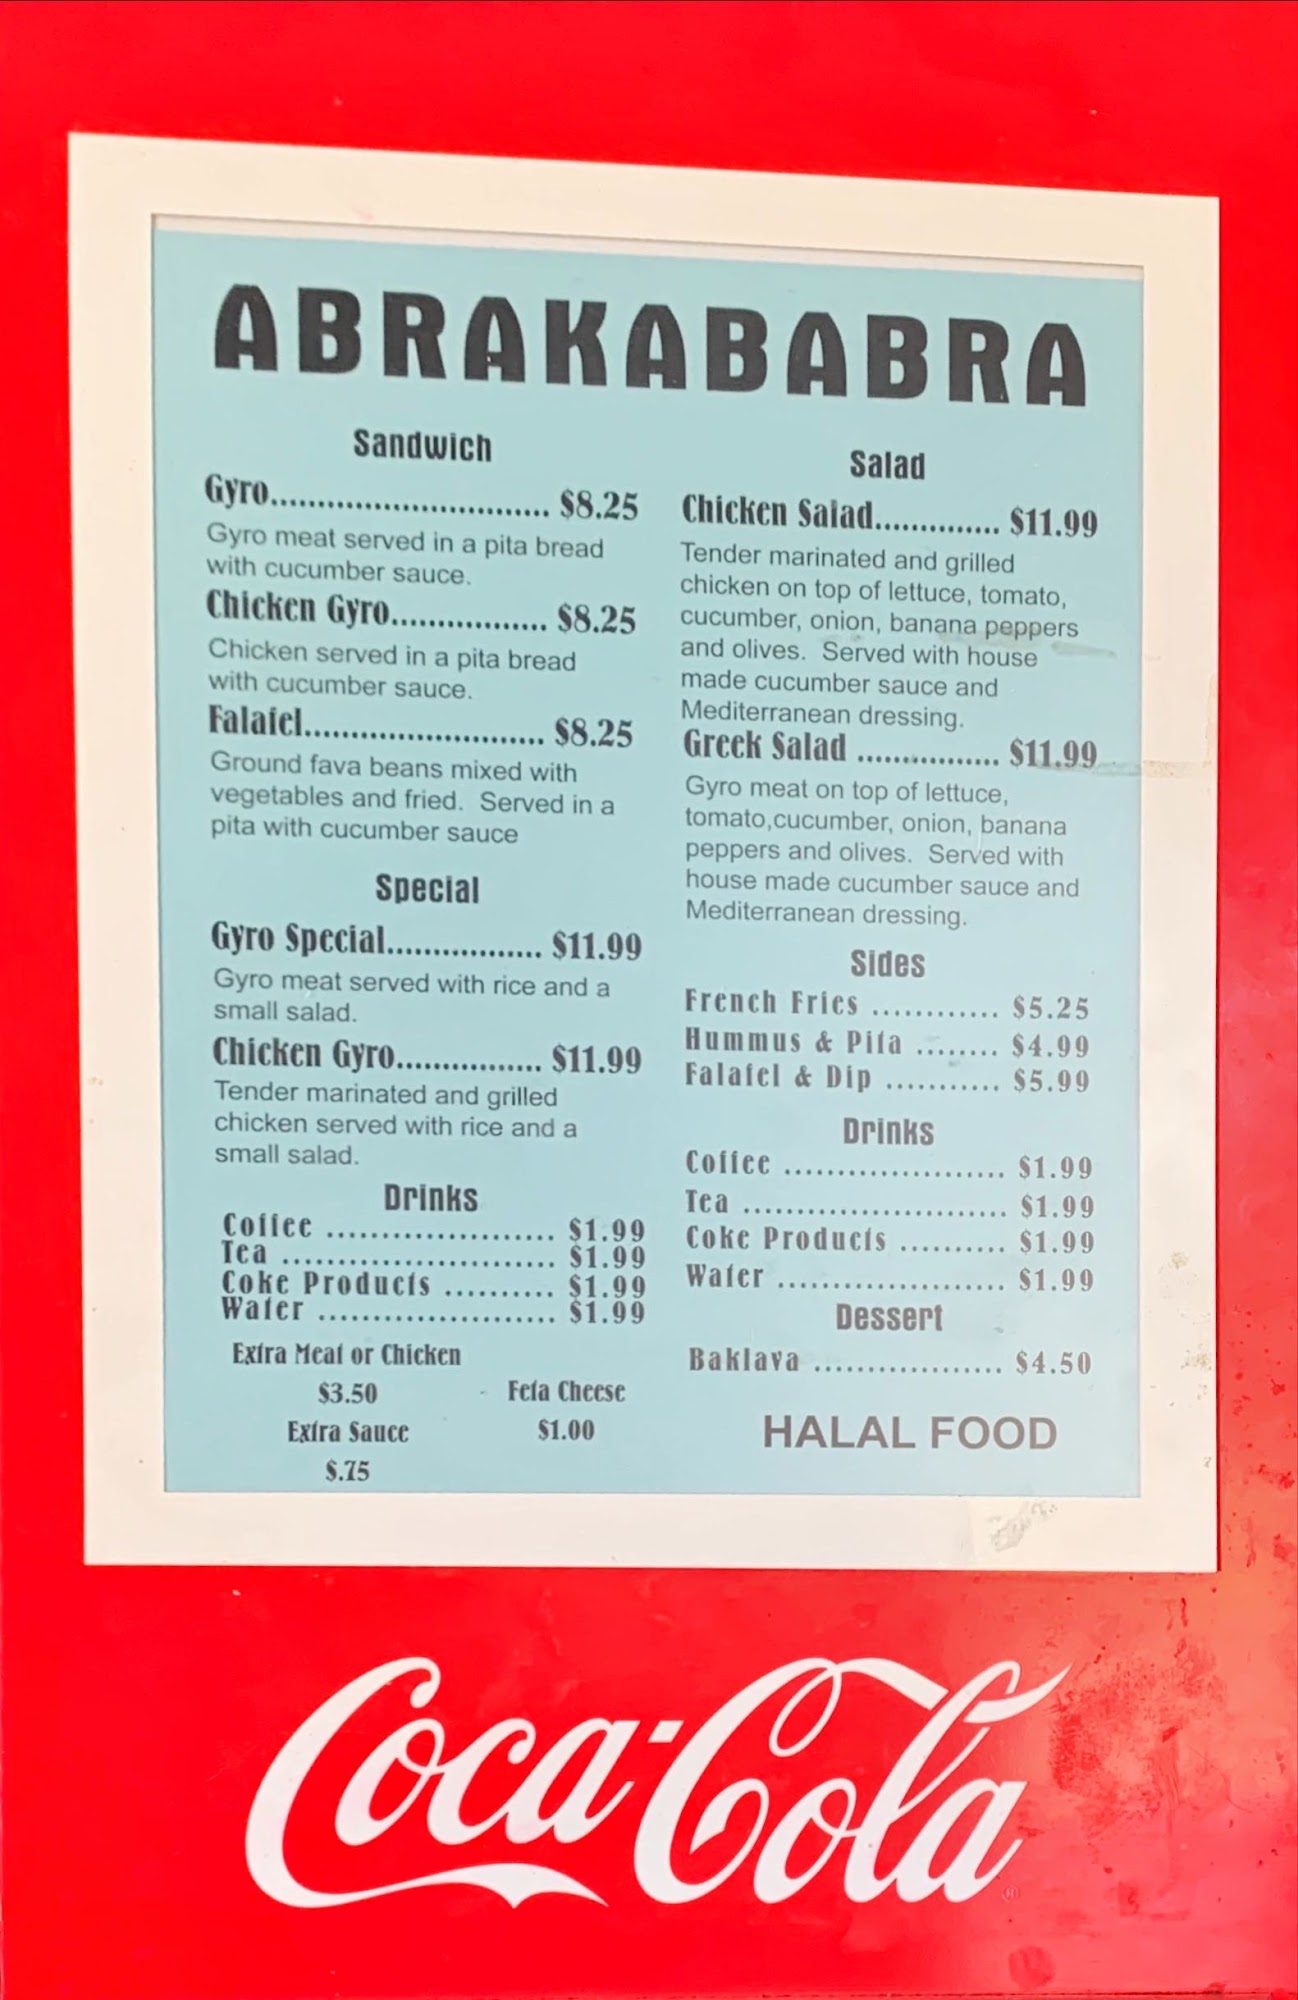 ABRAKABABRA
Sandwich
Gyro............................. $8.25
Gyro meat served in a pita bread
with cucumber sauce.
Chicken Gyro................. $8.25
Chicken served in a pita bread
with cucumber sauce.
Falafel.......................... $8.25
Ground fava beans mixed with
vegetables and fried.  Served in a
pita with cucumber sauce
Special
Gyro Special................. $11.99
Gyro meat served with rice and a
small salad.
Chicken Gyro................ $11.99
Tender marinated and grilled
chicken served with rice and a
small salad.
Drinks
Coffee ...................... $1.99
Tea .......................... $1.99
Coke Products .......... $1.99
Water ....................... $1.99
Extra Meat or Chicken
$3.50
Extra Sauce
$.75
Feta Cheese
$1.00
Salad
Chicken Salad.............. $11.99
Tender marinated and grilled
chicken on top of lettuce, tomato,
cucumber, onion, banana peppers
and olives.  Served with house
made cucumber sauce and
Mediterranean dressing.
Greek Salad ............... $11.99
Gyro meat on top of lettuce,
tomato,cucumber, onion, banana
peppers and olives.  Served with
house made cucumber sauce and
Mediterranean dressing.
Sides
French Fries ............ $5.25
Hummus & Pita ........ $4.99
Falafel & Dip ........... $5.99
Drinks
Coffee ..................... $1.99
Tea ......................... $1.99
Coke Products .......... $1.99
Water ...................... $1.99
Dessert
Baklava .................. $4.50
HALAL FOOD
Coca-Cola
®